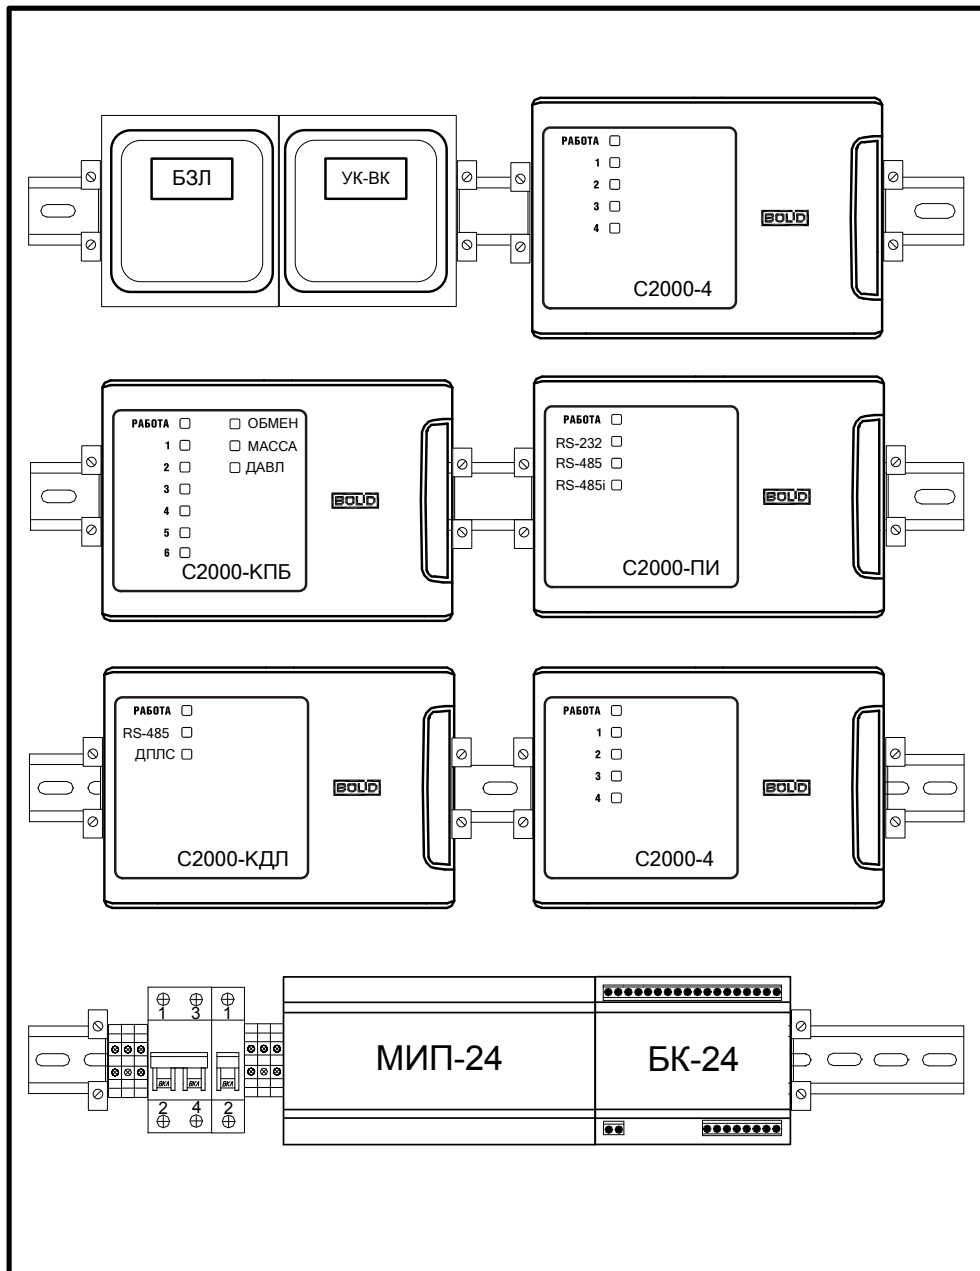 БЗЛ
УК-ВК
РАБОТА
1
2
3
4
BOLID
С2000-4
РАБОТА
1
2
3
4
5
6
ОБМЕН
МАССА
ДАВЛ
BOLID
С2000-КПБ
РАБОТА
RS-232
RS-485
RS-485i
BOLID
С2000-ПИ
РАБОТА
RS-485
ДПЛС
BOLID
С2000-КДЛ
РАБОТА
1
2
3
4
BOLID
С2000-4
1 3 1
ВКЛ ВКЛ ВКЛ
2 4 2
МИП-24
БК-24